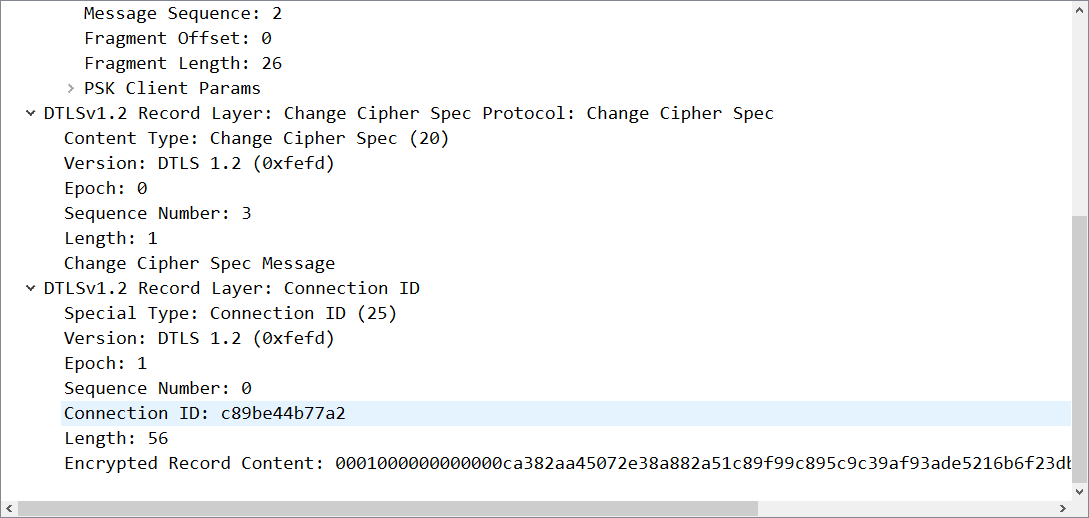 Message Sequence: 2
Fragment Offset: 0
Fragment Length: 26
PSK Client Params
DTLSv1.2 Record Layer: Change Cipher Spec Protocol: Change Cipher Spec
Content Type: Change Cipher Spec (20)
Version: DTLS 1.2 (0xfefd)
Epoch: 0
Sequence Number: 3
Length: 1
Change Cipher Spec Message
DTLSv1.2 Record Layer: Connection ID
Special Type: Connection ID (25)
Version: DTLS 1.2 (0xfefd)
Epoch: 1
Sequence Number: 0
Connection ID: c89be44b77a2
Length: 56
Encrypted Record Content: 0001000000000000ca382aa45072e38a882a51c89f99c895c9c39af93ade5216b6f23db